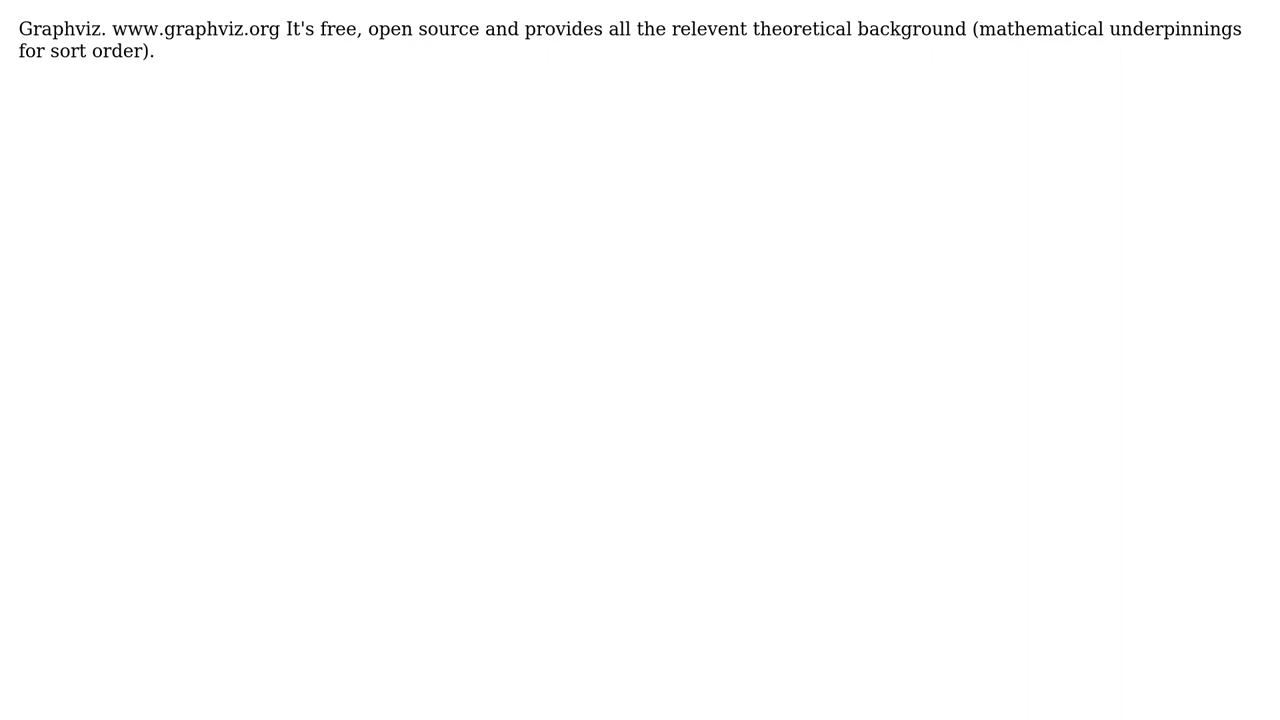 Graphviz. www.graphviz.org It's free, open source and provides all the relevent theoretical background (mathematical underpinnings
for sort order).